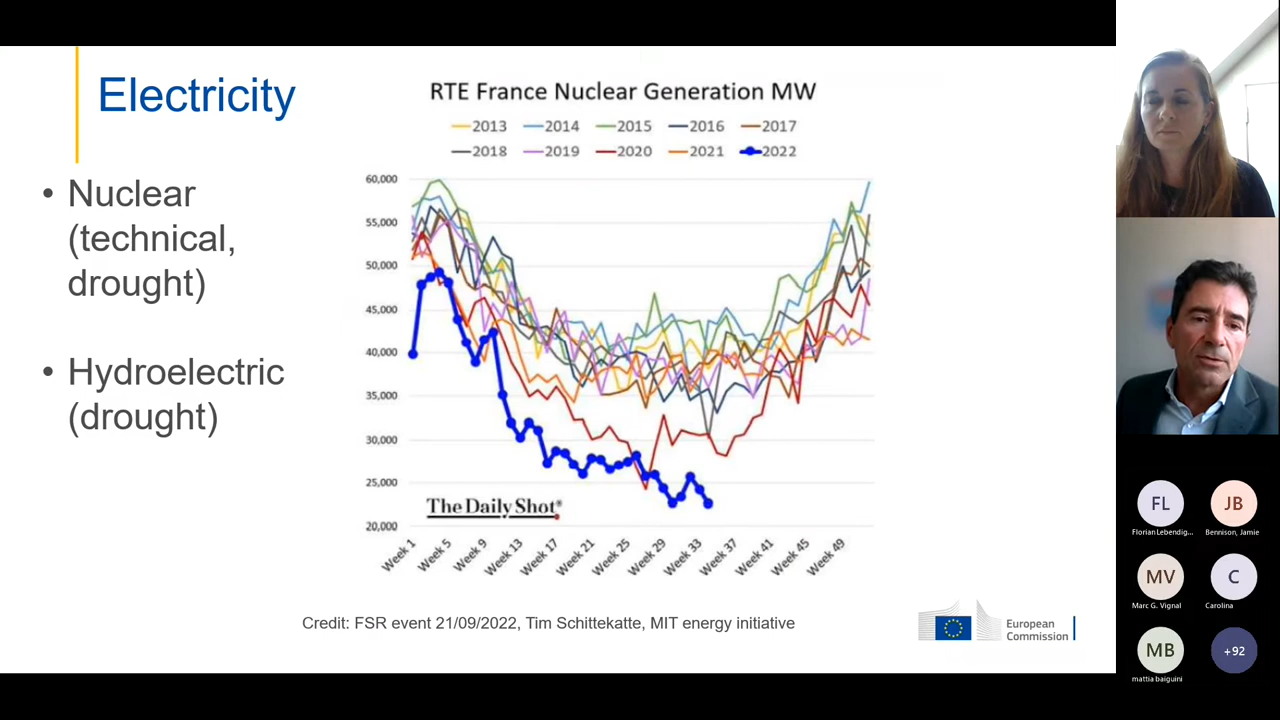 Electricity
• Nuclear
(technical,
drought)
• Hydroelectric
(drought)
RTE France Nuclear Generation MW
2013 2014 2015 2016 2017
2018 2019 2020 2021 2022
60,000
55,000
50,000
45,000
40,000
35,000
30,000
25,000
20,000
The Daily Shot®
Week 1 Week 5 Week 9 Week 13 Week 17 Week 21 Week 25 Week 29 Week 33 Week 37 Week 41 Week 45 Week 49
Credit: FSR event 21/09/2022, Tim Schittekatte, MIT energy initiative
European
Commission
FL JB
Florian Lebendig... Bennison, Jamie
MV C
Marc G. Vignal Carolina
MB +92
mattia baiguini